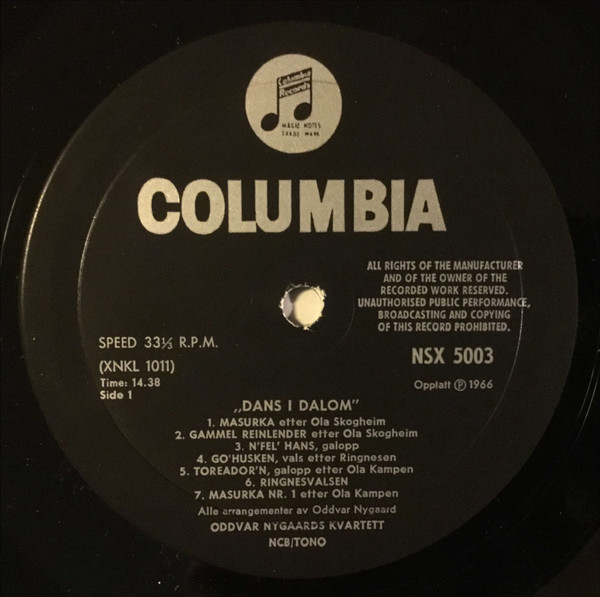 Columbia
Records
MAGIC NOTES
TRADE MARK
COLUMBIA
ALL RIGHTS OF THE MANUFACTURER
AND OF THE OWNER OF THE
RECORDED WORK RESERVED.
UNAUTHORISED PUBLIC PERFORMANCE,
BROADCASTING AND COPYING
OF THIS RECORD PROHIBITED.
SPEED 33⅓ R.P.M.
NSX 5003
(XNKL 1011)
Time: 14.38
Side 1
Opptatt Ⓟ 1966
„DANS I DALOM”
1. MASURKA etter Ola Skogheim
2. GAMMEL REINLENDER etter Ola Skogheim
3. N'FEL' HANS, galopp
4. GO'HUSKEN, vals etter Ringnesen
5. TOREADOR'N, galopp etter Ola Kampen
6. RINGNESVALSEN
7. MASURKA NR. 1 etter Ola Kampen
Alle arrangementer av Oddvar Nygaard
ODDVAR NYGAARDS KVARTETT
NCB/TONO